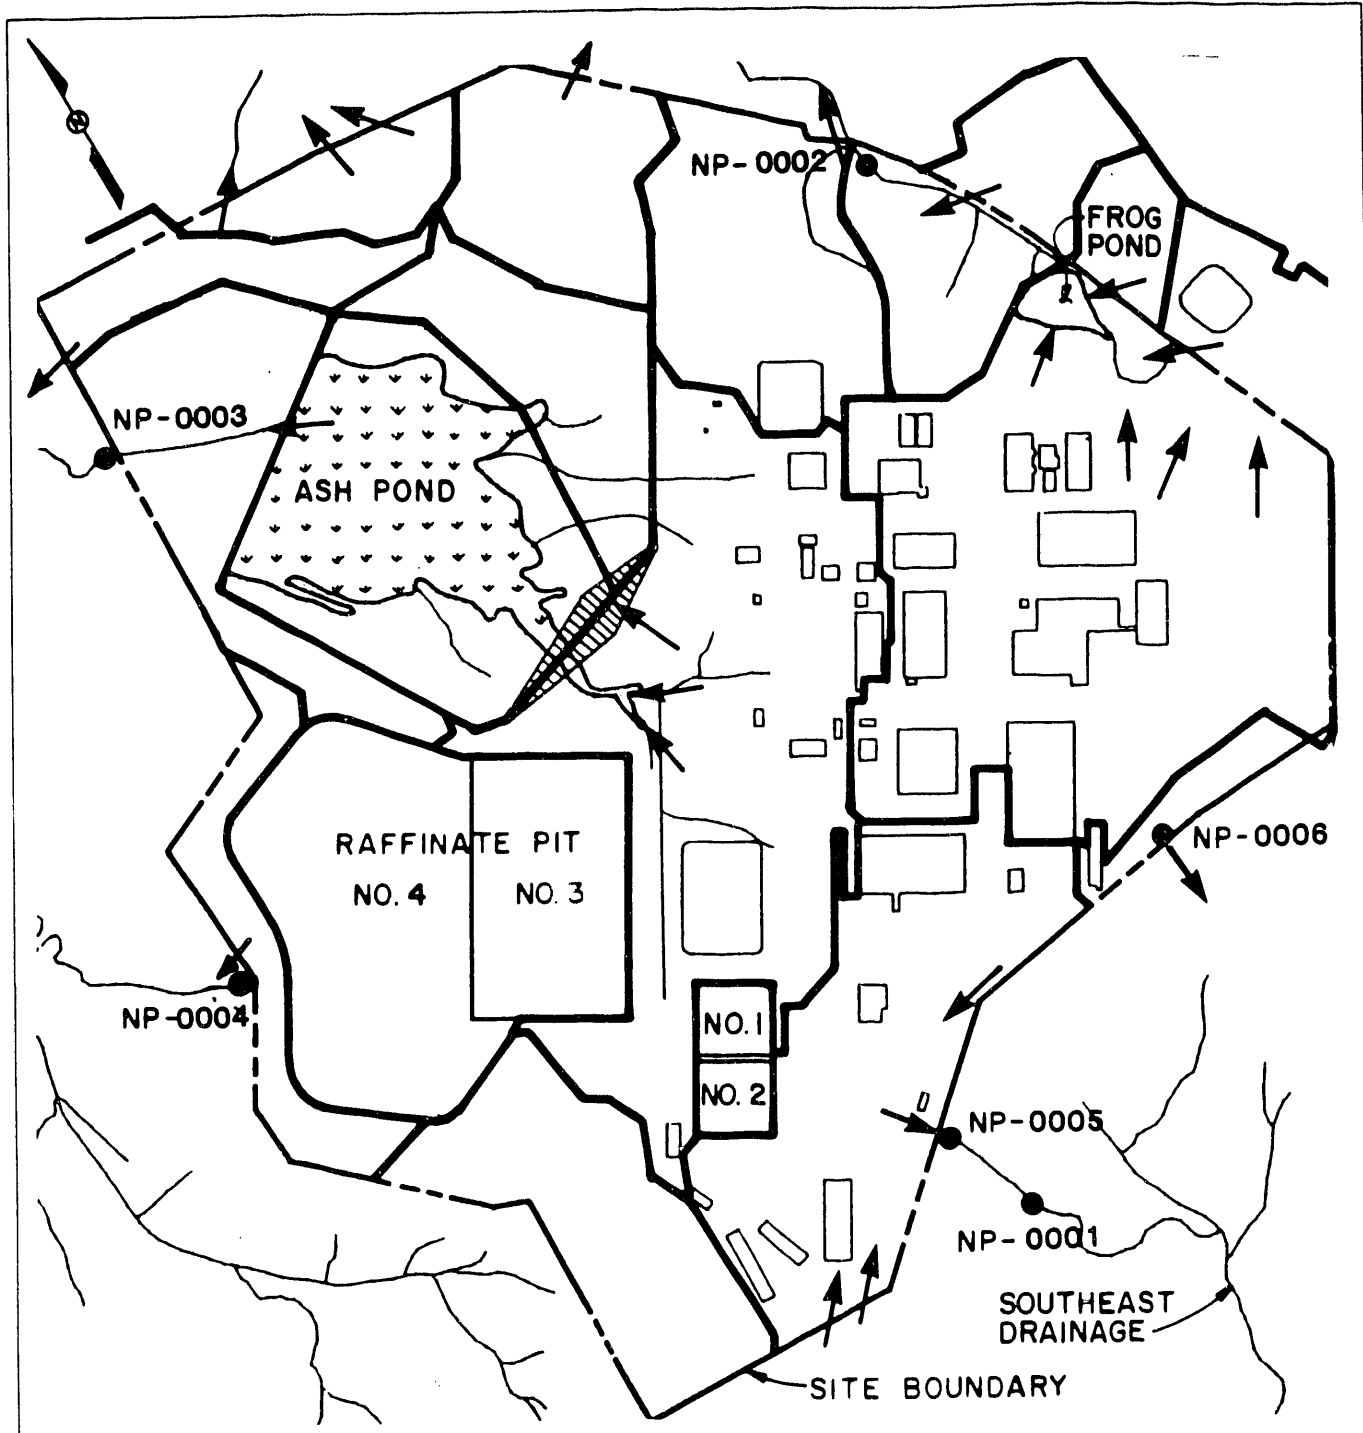 N
NP-0002
FROG
POND
NP-0003
ASH POND
RAFFINATE PIT
NO. 4
NO. 3
NP-0006
NP-0004
NO. 1
NO. 2
NP-0005
NP-0001
SOUTHEAST
DRAINAGE
SITE BOUNDARY